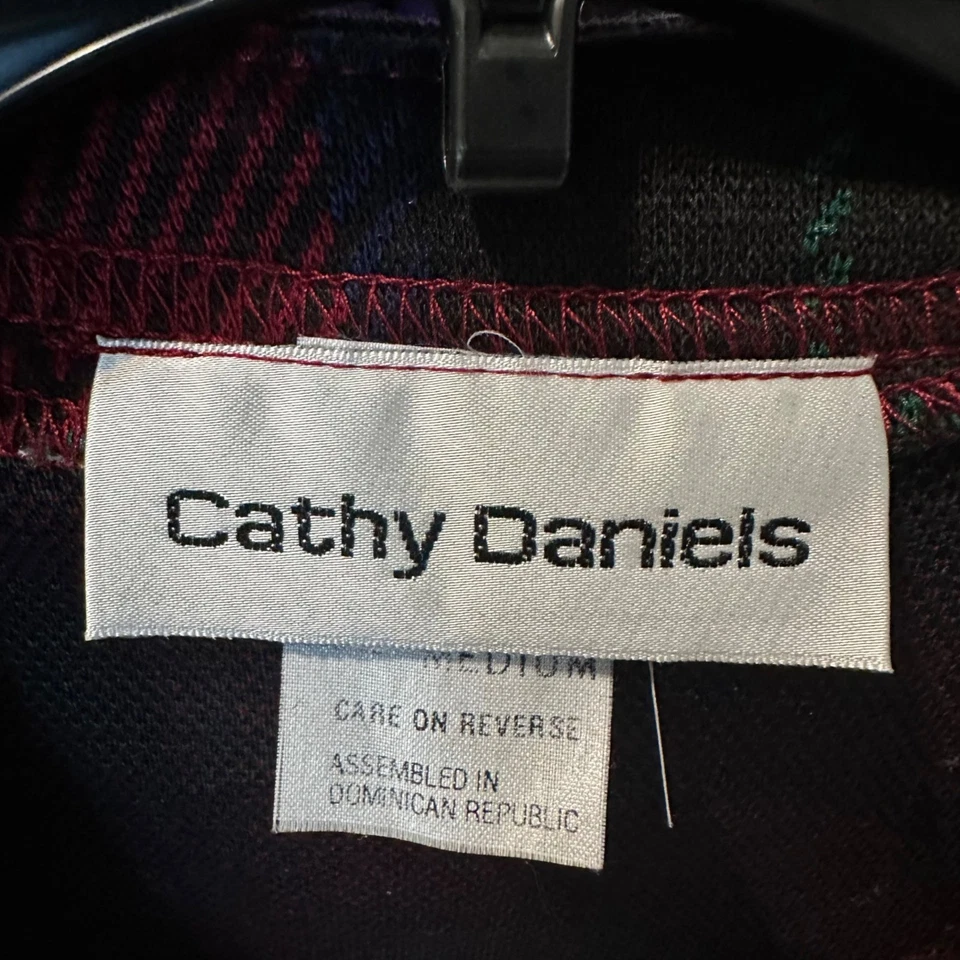 Cathy Daniels
MEDIUM
CARE ON REVERSE
ASSEMBLED IN
DOMINICAN REPUBLIC